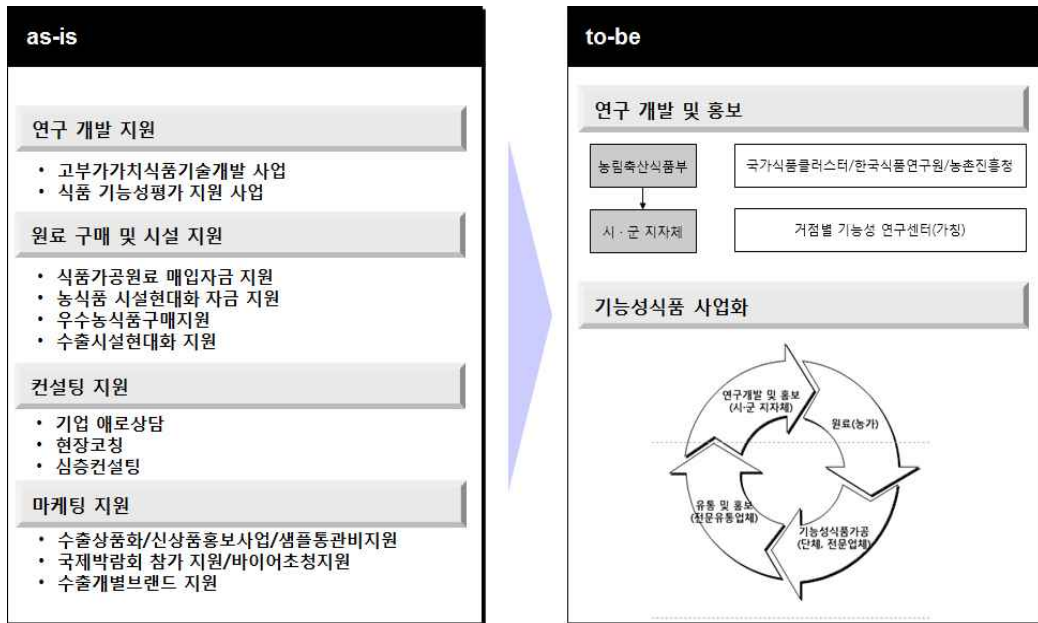 as-is
연구 개발 지원
• 고부가가치식품기술개발 사업
• 식품 기능성평가 지원 사업
원료 구매 및 시설 지원
• 식품가공원료 매입자금 지원
• 농식품 시설현대화 자금 지원
• 우수농식품구매지원
• 수출시설현대화 지원
컨설팅 지원
• 기업 애로상담
• 현장코칭
• 심층컨설팅
마케팅 지원
• 수출상품화/신상품홍보사업/샘플통관비지원
• 국제박람회 참가 지원/바이어초청지원
• 수출개별브랜드 지원
to-be
연구 개발 및 홍보
농림축산식품부
국가식품클러스터/한국식품연구원/농촌진흥청
시·군 지자체
거점별 기능성 연구센터(가칭)
기능성식품 사업화
연구개발 및 홍보
(시·군 지자체)
원료(농가)
유통 및 홍보
(전문유통업체)
기능성식품가공
(단체, 전문업체)